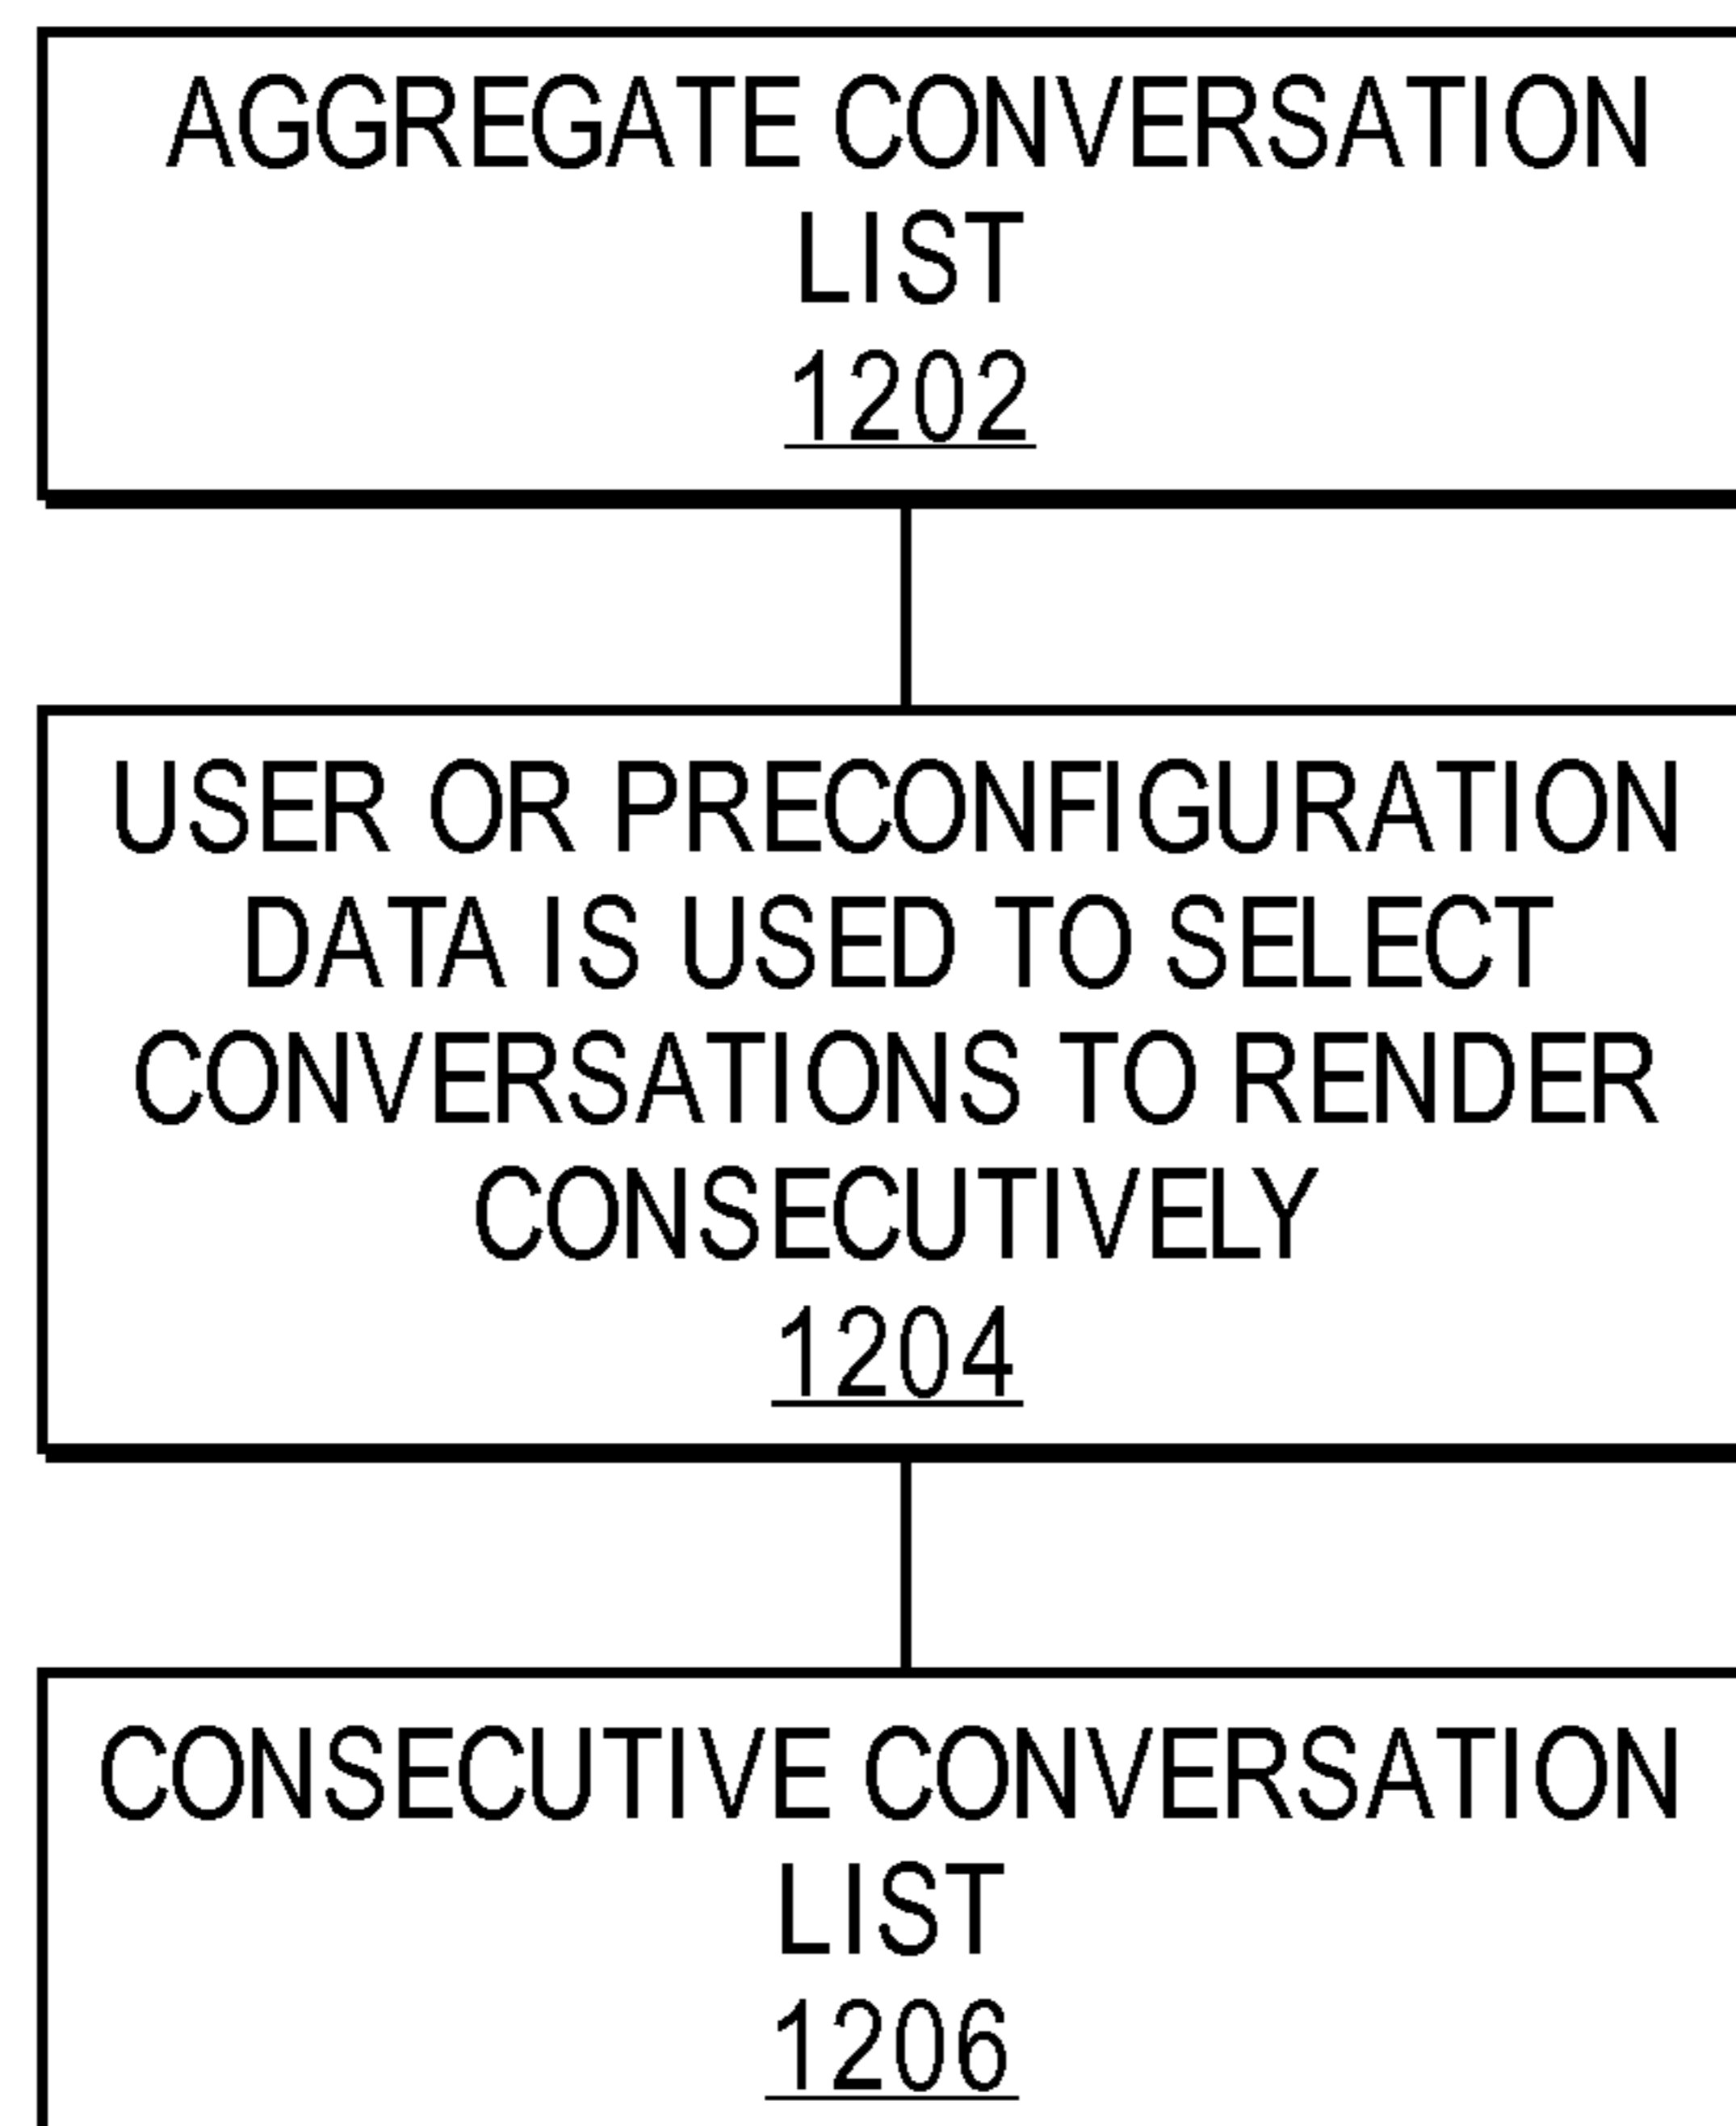 AGGREGATE CONVERSATION
LIST
1202
USER OR PRECONFIGURATION
DATA IS USED TO SELECT
CONVERSATIONS TO RENDER
CONSECUTIVELY
1204
CONSECUTIVE CONVERSATION
LIST
1206